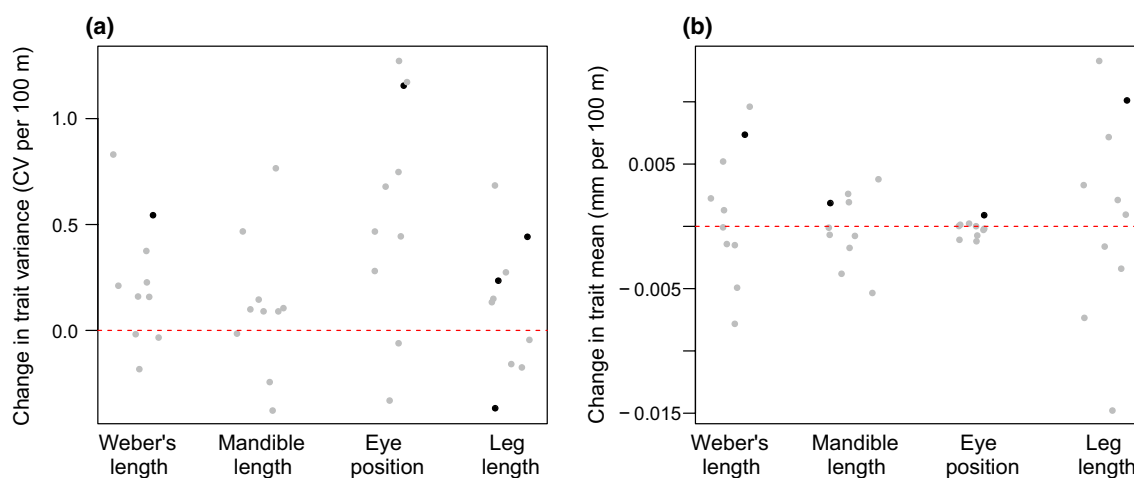 (a)
Change in trait variance (CV per 100 m)
1.0
0.5
0.0
Weber's length
Mandible length
Eye position
Leg length
(b)
Change in trait mean (mm per 100 m)
0.005
−0.005
−0.015
Weber's length
Mandible length
Eye position
Leg length